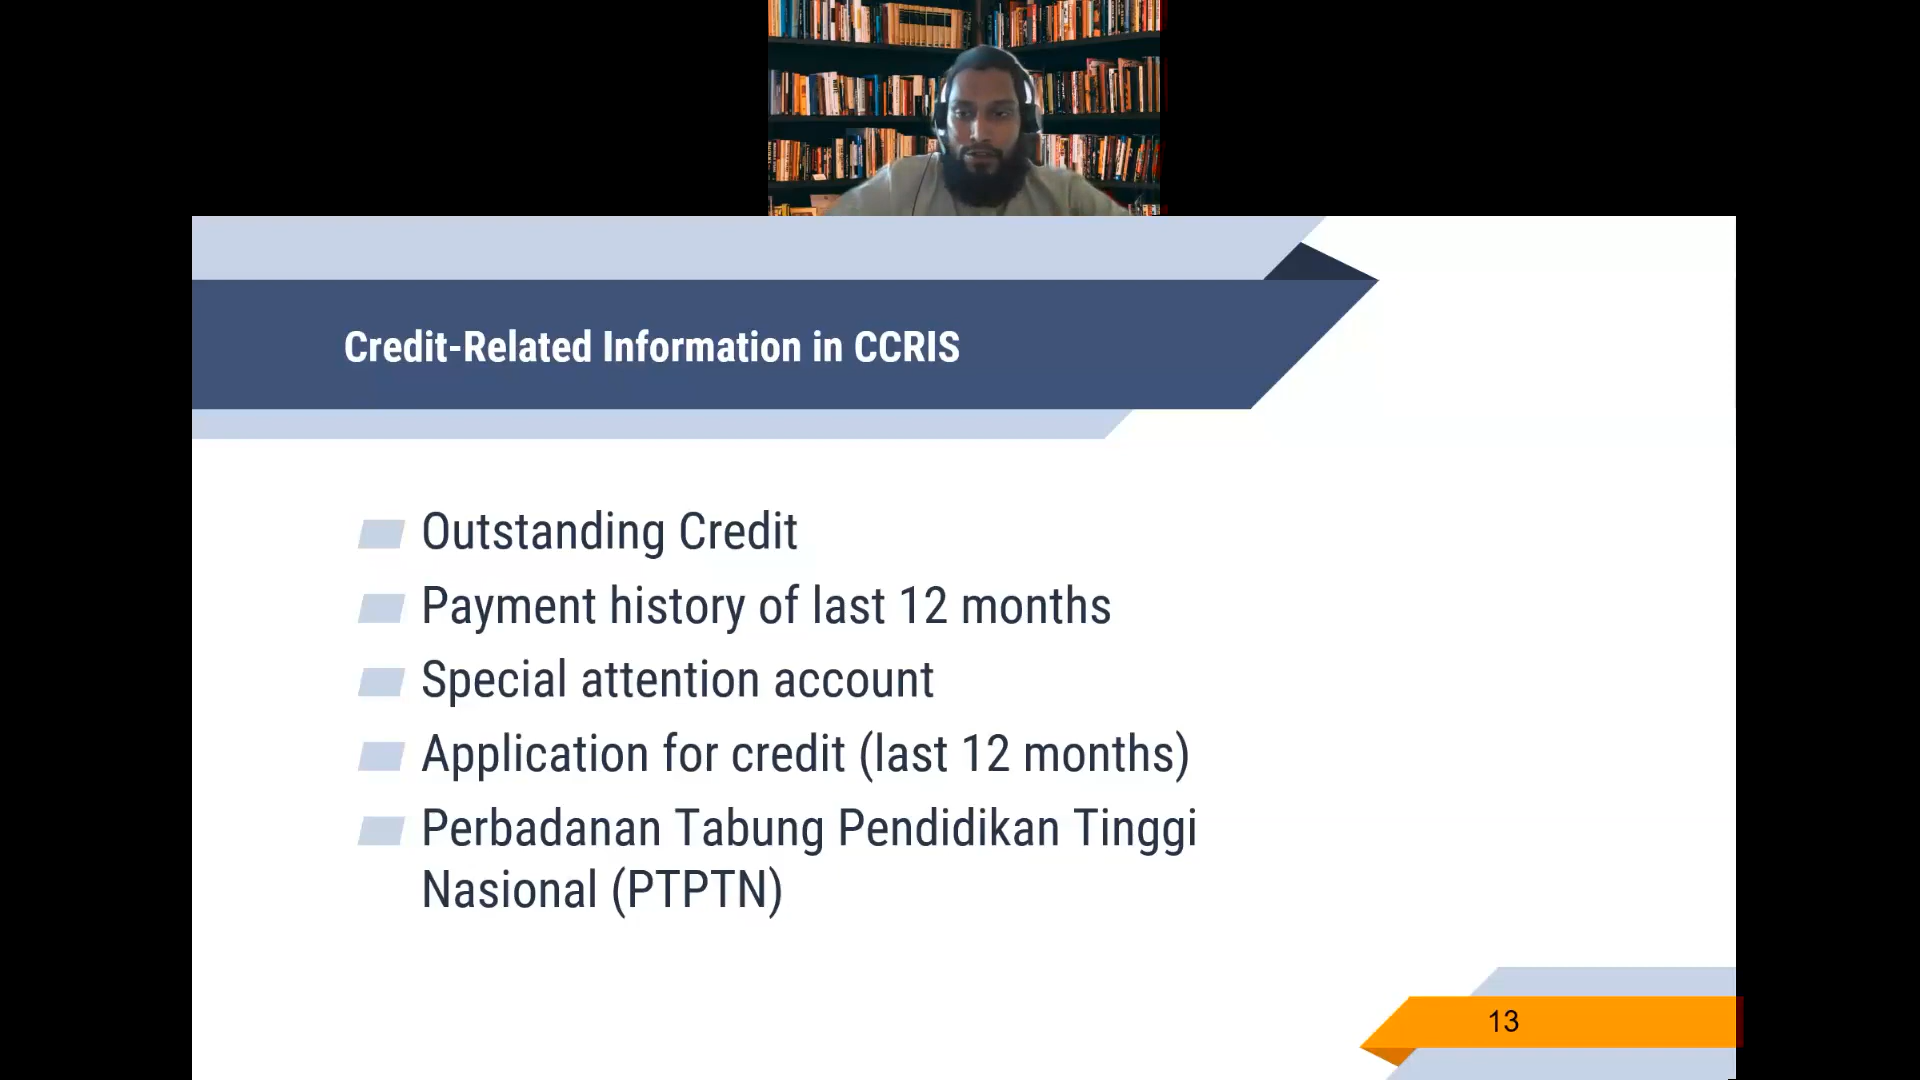 Credit-Related Information in CCRIS
Outstanding Credit
Payment history of last 12 months
Special attention account
Application for credit (last 12 months)
Perbadanan Tabung Pendidikan Tinggi
Nasional (PTPTN)
13